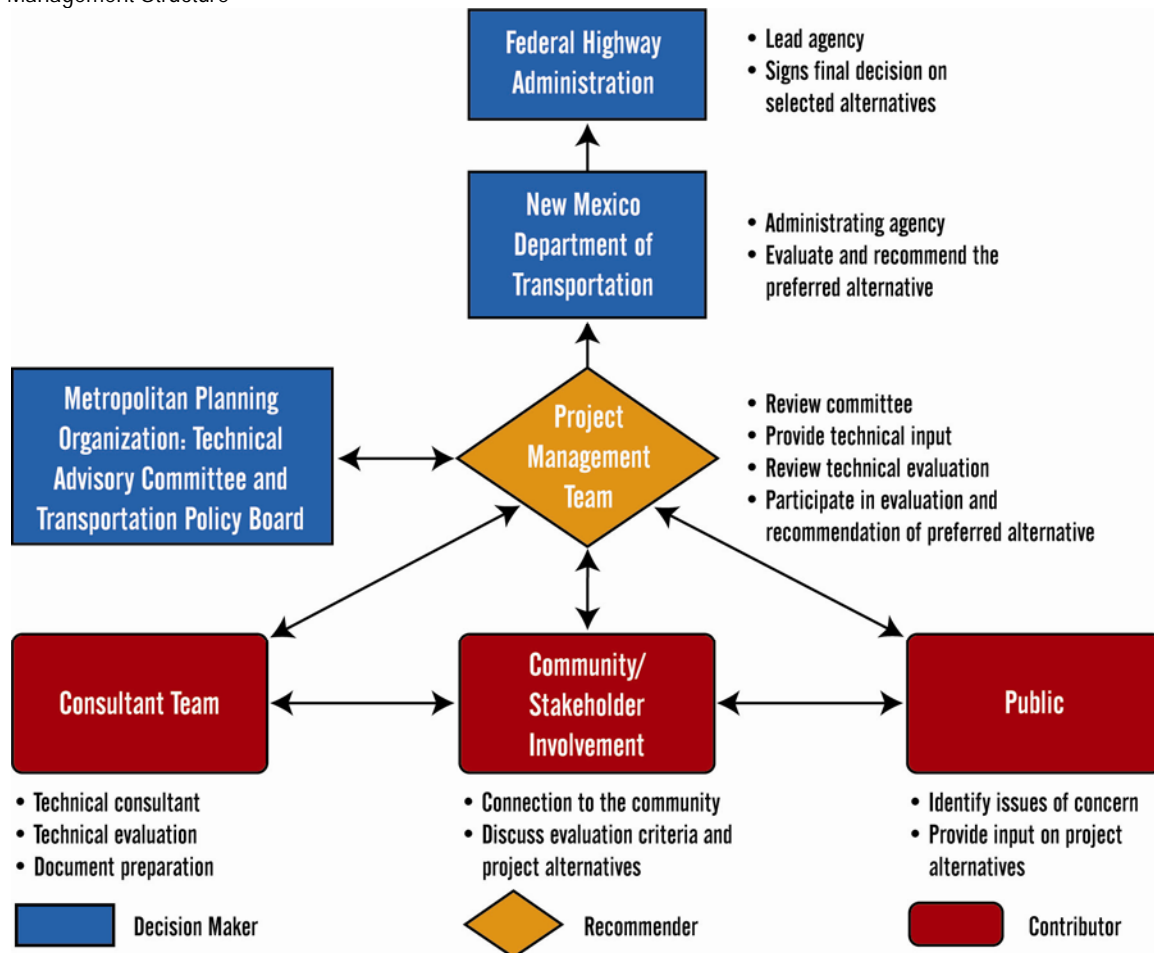 Management Structure
Federal Highway
Administration
• Lead agency
• Signs final decision on
selected alternatives
New Mexico
Department of
Transportation
• Administrating agency
• Evaluate and recommend the
preferred alternative
Metropolitan Planning
Organization: Technical
Advisory Committee and
Transportation Policy Board
Project
Management
Team
• Review committee
• Provide technical input
• Review technical evaluation
• Participate in evaluation and
recommendation of preferred alternative
Consultant Team
Community/
Stakeholder
Involvement
Public
• Technical consultant
• Technical evaluation
• Document preparation
• Connection to the community
• Discuss evaluation criteria and
project alternatives
• Identify issues of concern
• Provide input on project
alternatives
Decision Maker
Recommender
Contributor